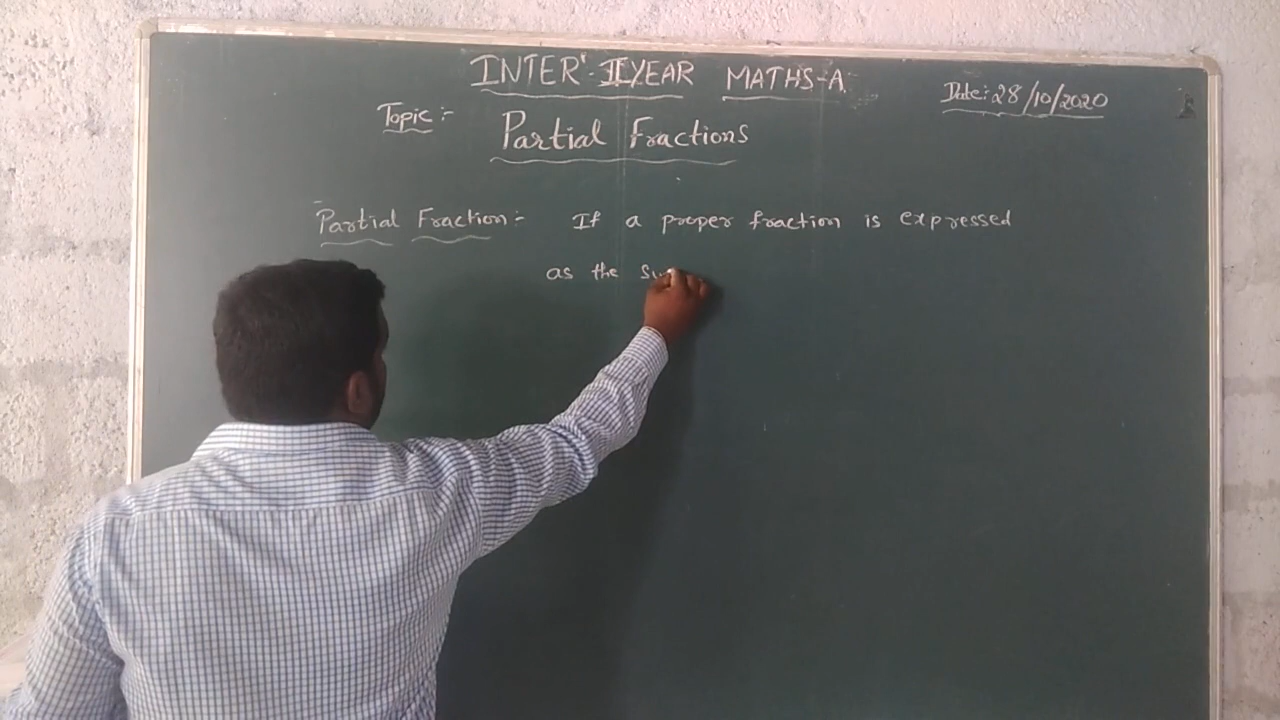 INTER' - II YEAR MATHS-A
Date: 28/10/2020
Topic :-
Partial Fractions
Partial Fraction :- If a proper fraction is expressed
as the